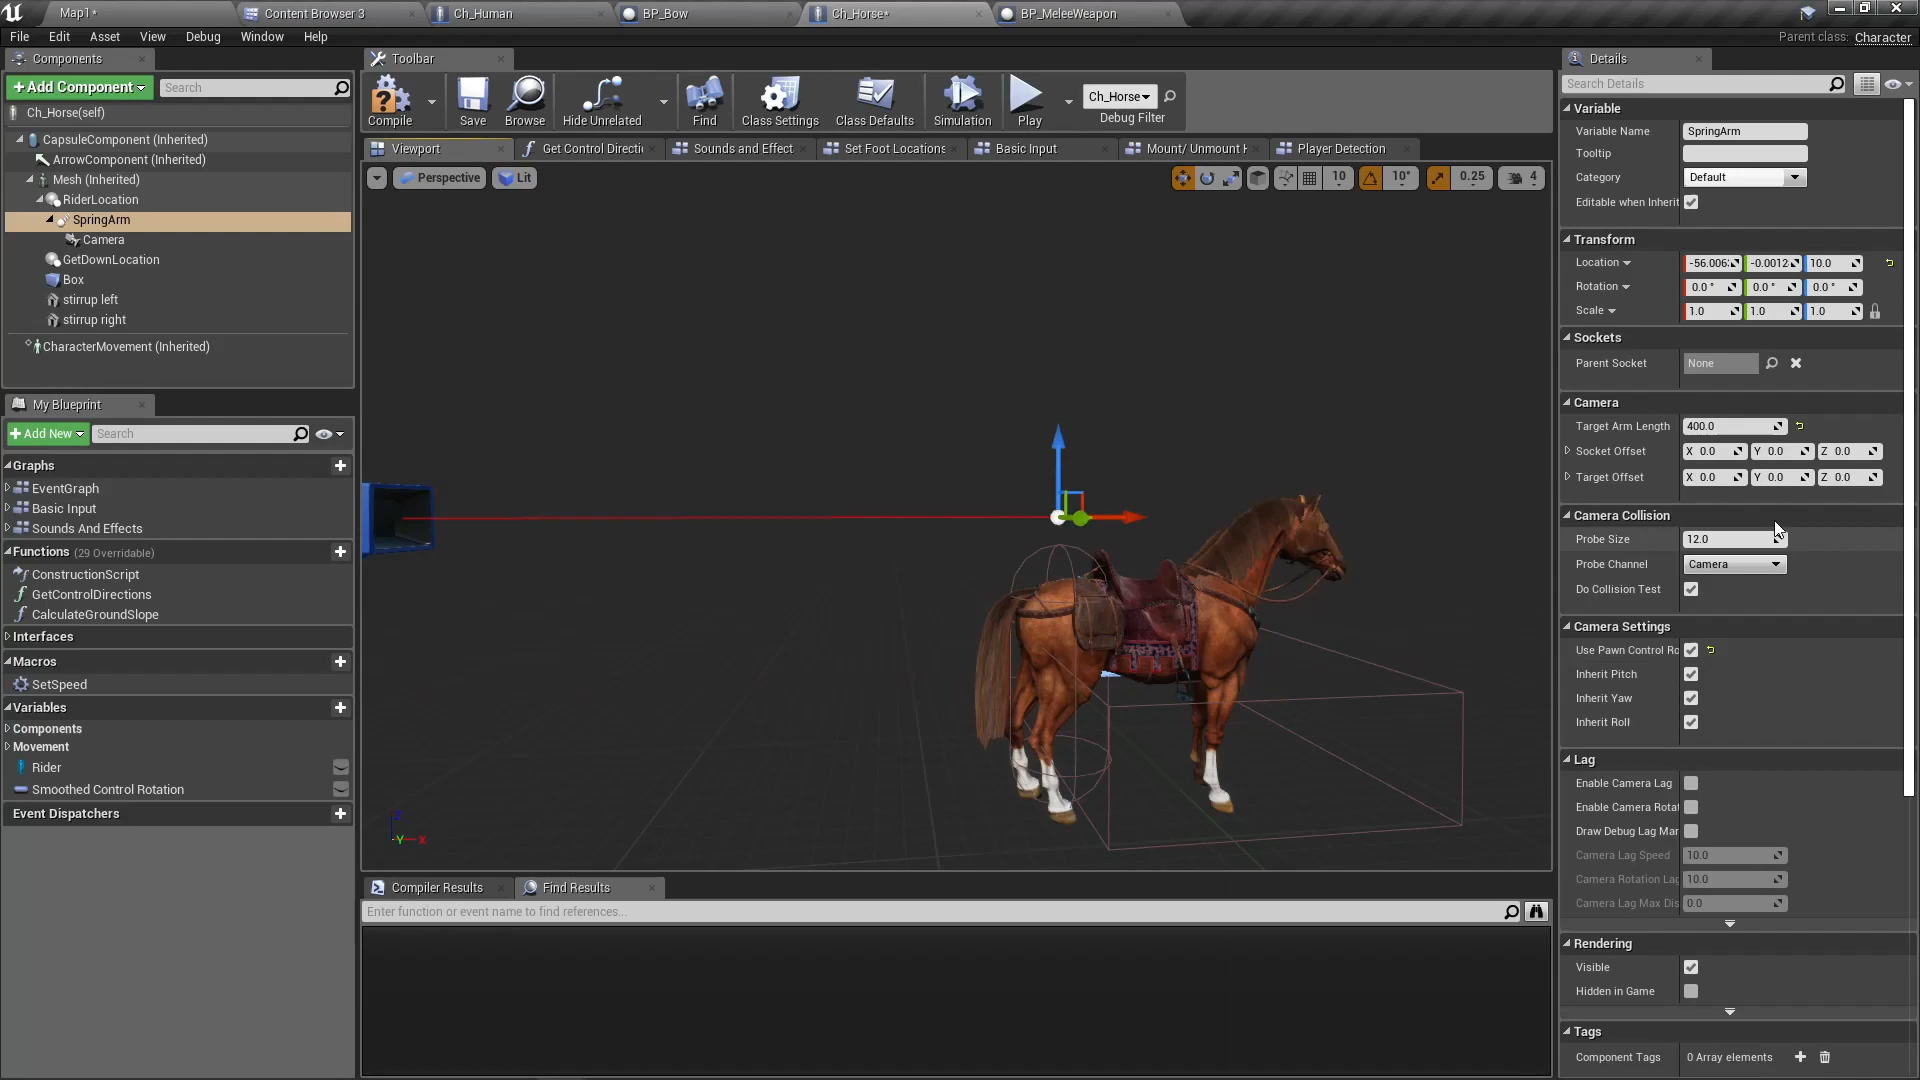 Map1*
Content Browser 3
Ch_Human
BP_Bow
Ch_Horse*
BP_MeleeWeapon
File Edit Asset View Debug Window Help
Parent class: Character
Components
+ Add Component
Search
Ch_Horse(self)
CapsuleComponent (Inherited)
ArrowComponent (Inherited)
Mesh (Inherited)
RiderLocation
SpringArm
Camera
GetDownLocation
Box
stirrup left
stirrup right
CharacterMovement (Inherited)
My Blueprint
+ Add New
Search
Graphs
EventGraph
Basic Input
Sounds And Effects
Functions (29 Overridable)
ConstructionScript
GetControlDirections
CalculateGroundSlope
Interfaces
Macros
SetSpeed
Variables
Components
Movement
Rider
Smoothed Control Rotation
Event Dispatchers
Toolbar
Compile
Save
Browse
Hide Unrelated
Find
Class Settings
Class Defaults
Simulation
Play
Ch_Horse
Debug Filter
Viewport
Get Control Directi
Sounds and Effect
Set Foot Locations
Basic Input
Mount/ Unmount
Player Detection
Perspective
Lit
10
10°
0.25
4
Z
Y
X
Compiler Results
Find Results
Enter function or event name to find references...
Details
Search Details
Variable
Variable Name SpringArm
Tooltip
Category Default
Editable when Inherit
Transform
Location -56.006 -0.0012 10.0
Rotation 0.0 ° 0.0 ° 0.0 °
Scale 1.0 1.0 1.0
Sockets
Parent Socket None
Camera
Target Arm Length 400.0
Socket Offset X 0.0 Y 0.0 Z 0.0
Target Offset X 0.0 Y 0.0 Z 0.0
Camera Collision
Probe Size 12.0
Probe Channel Camera
Do Collision Test
Camera Settings
Use Pawn Control Ro
Inherit Pitch
Inherit Yaw
Inherit Roll
Lag
Enable Camera Lag
Enable Camera Rotat
Draw Debug Lag Mar
Camera Lag Speed 10.0
Camera Rotation Lag 10.0
Camera Lag Max Dis 0.0
Rendering
Visible
Hidden in Game
Tags
Component Tags 0 Array elements